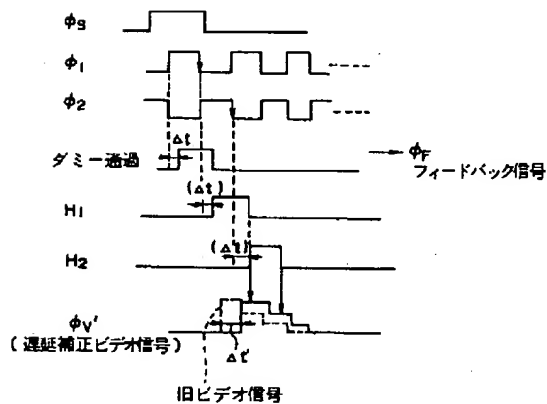 φs
φ1
φ2
Δt
ダミー通過
φF
フィードバック信号
(Δt)
H1
(Δt)
H2
φV'
(遅延補正ビデオ信号)
Δt'
旧ビデオ信号